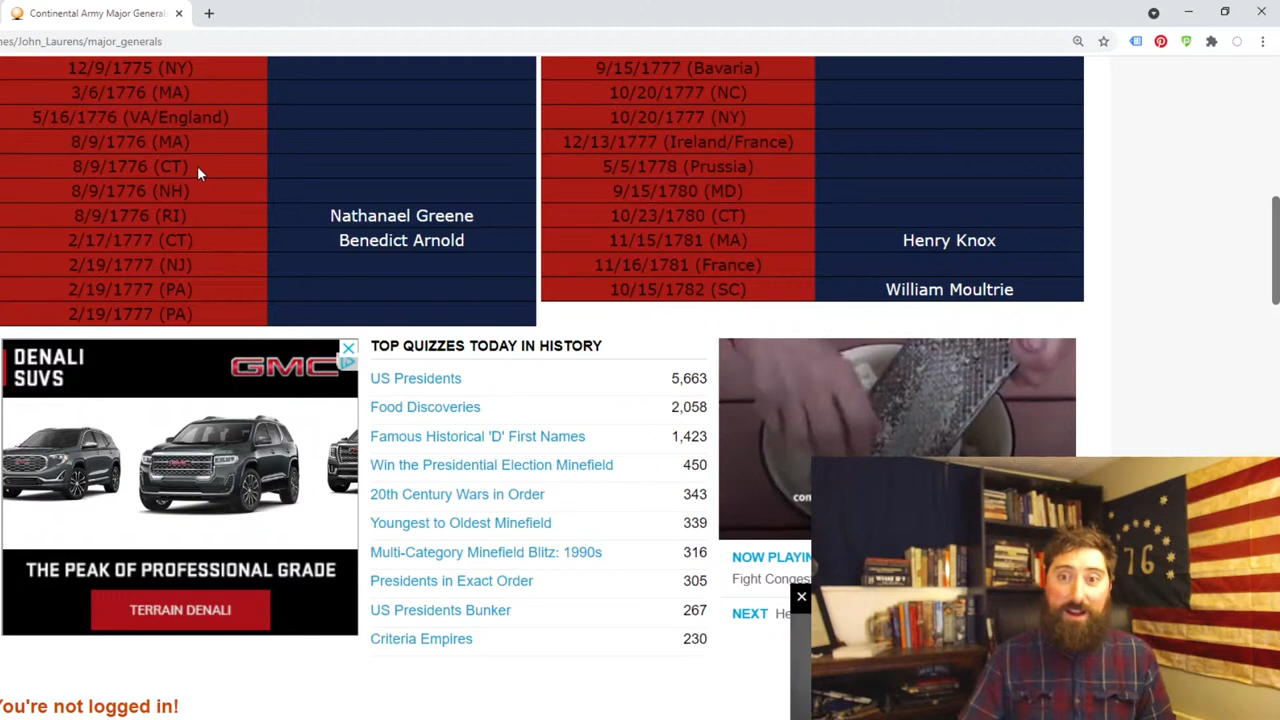 Continental Army Major Generals
nes/John_Laurens/major_generals
12/9/1775 (NY)
3/6/1776 (MA)
5/16/1776 (VA/England)
8/9/1776 (MA)
8/9/1776 (CT)
8/9/1776 (NH)
8/9/1776 (RI) Nathanael Greene
2/17/1777 (CT) Benedict Arnold
2/19/1777 (NJ)
2/19/1777 (PA)
2/19/1777 (PA)
9/15/1777 (Bavaria)
10/20/1777 (NC)
10/20/1777 (NY)
12/13/1777 (Ireland/France)
5/5/1778 (Prussia)
9/15/1780 (MD)
10/23/1780 (CT)
11/15/1781 (MA) Henry Knox
11/16/1781 (France)
10/15/1782 (SC) William Moultrie
DENALI
SUVS
GMC
THE PEAK OF PROFESSIONAL GRADE
TERRAIN DENALI
TOP QUIZZES TODAY IN HISTORY
US Presidents 5,663
Food Discoveries 2,058
Famous Historical 'D' First Names 1,423
Win the Presidential Election Minefield 450
20th Century Wars in Order 343
Youngest to Oldest Minefield 339
Multi-Category Minefield Blitz: 1990s 316
Presidents in Exact Order 305
US Presidents Bunker 267
Criteria Empires 230
com
NOW PLAYIN
Fight Conges
NEXT He
WHAT IF?
76
You're not logged in!